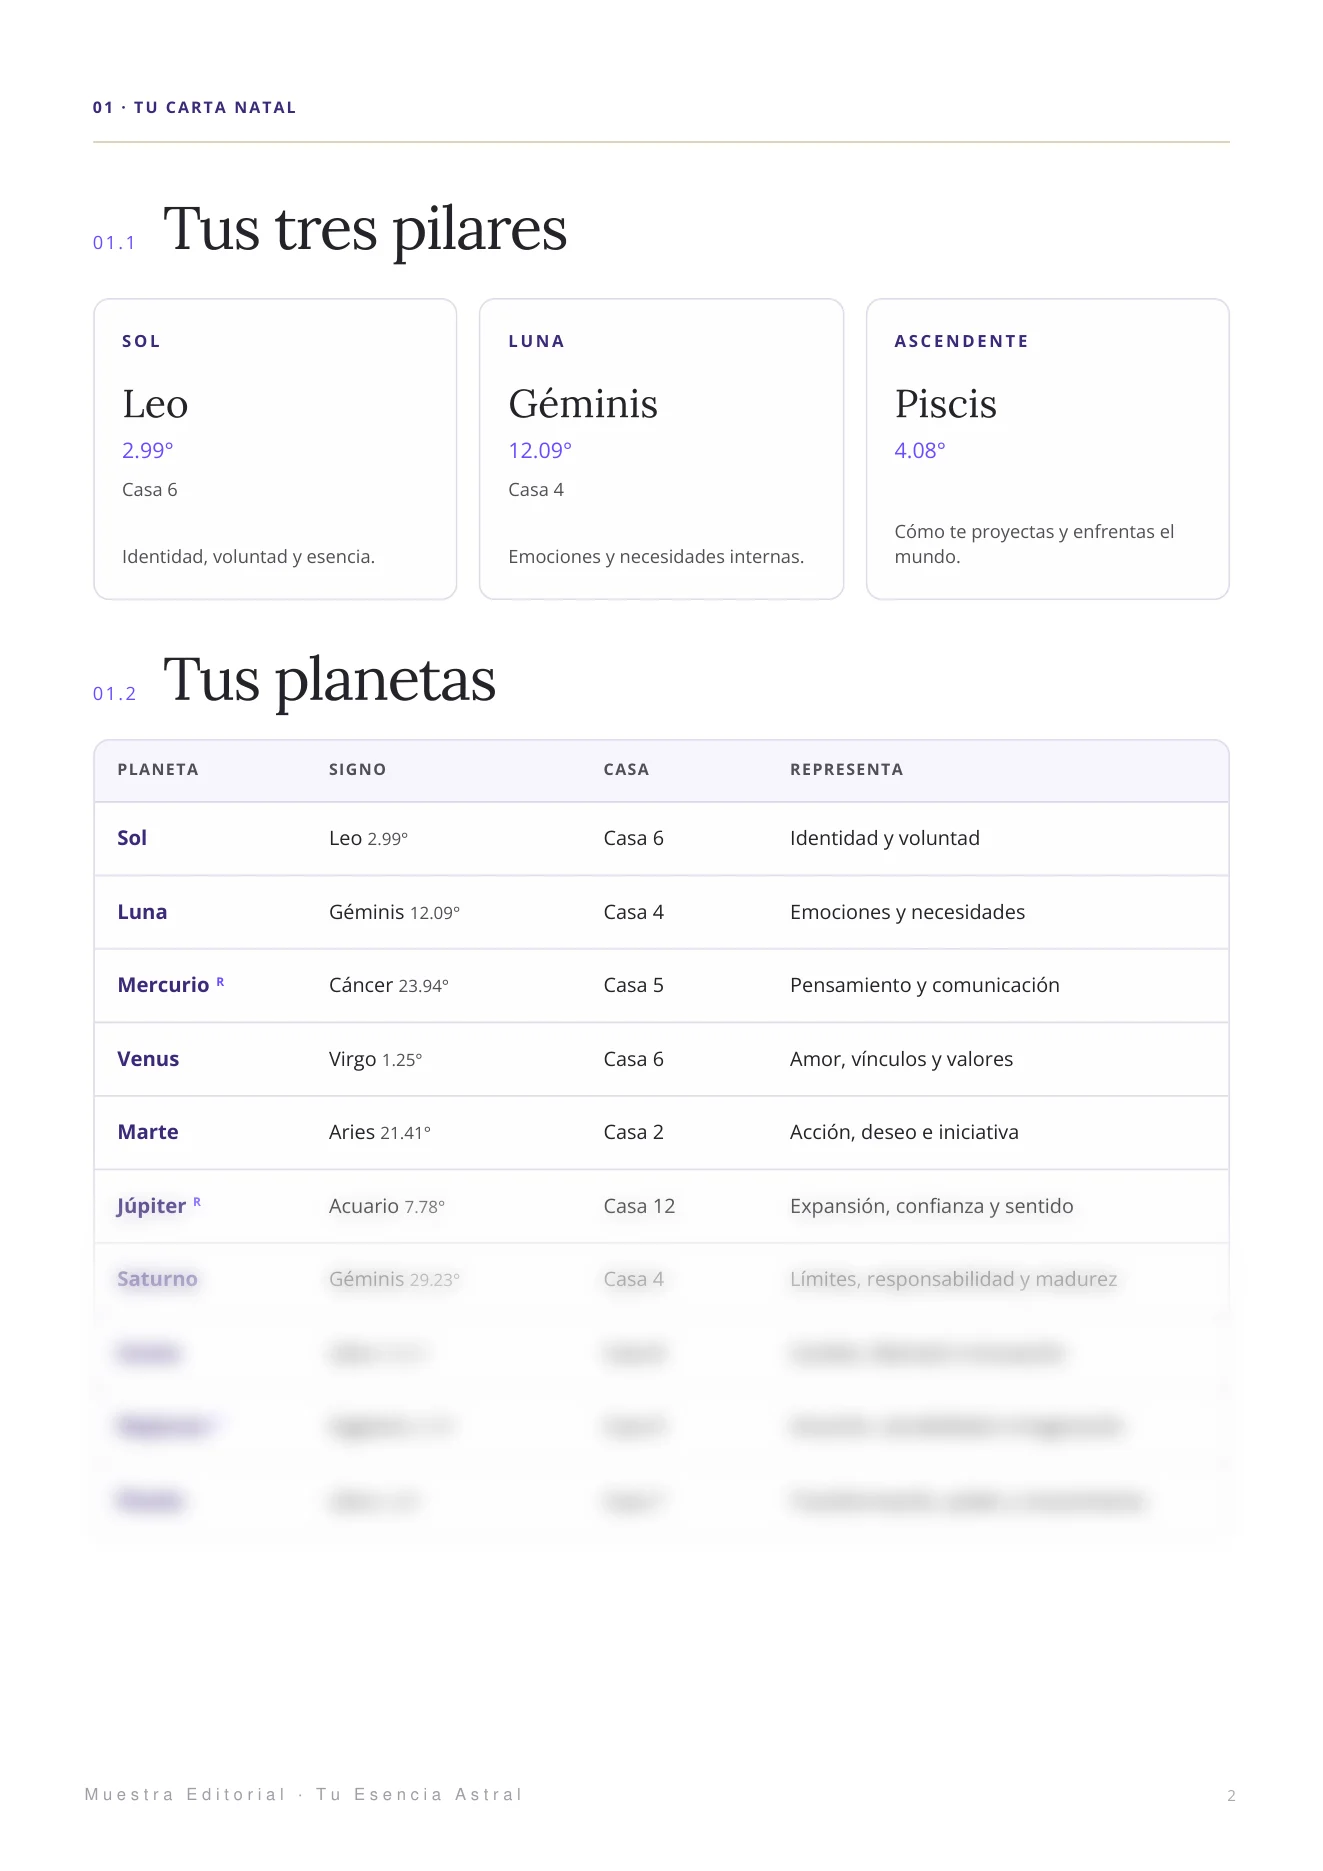 01 · TU CARTA NATAL
01.1 Tus tres pilares
SOL
Leo
2.99°
Casa 6
Identidad, voluntad y esencia.
LUNA
Géminis
12.09°
Casa 4
Emociones y necesidades internas.
ASCENDENTE
Piscis
4.08°
Cómo te proyectas y enfrentas el
mundo.
01.2 Tus planetas
PLANETA SIGNO CASA REPRESENTA
Sol Leo 2.99° Casa 6 Identidad y voluntad
Luna Géminis 12.09° Casa 4 Emociones y necesidades
Mercurio R Cáncer 23.94° Casa 5 Pensamiento y comunicación
Venus Virgo 1.25° Casa 6 Amor, vínculos y valores
Marte Aries 21.41° Casa 2 Acción, deseo e iniciativa
Júpiter R Acuario 7.78° Casa 12 Expansión, confianza y sentido
Saturno Géminis 29.23° Casa 4 Límites, responsabilidad y madurez
Muestra Editorial · Tu Esencia Astral 2